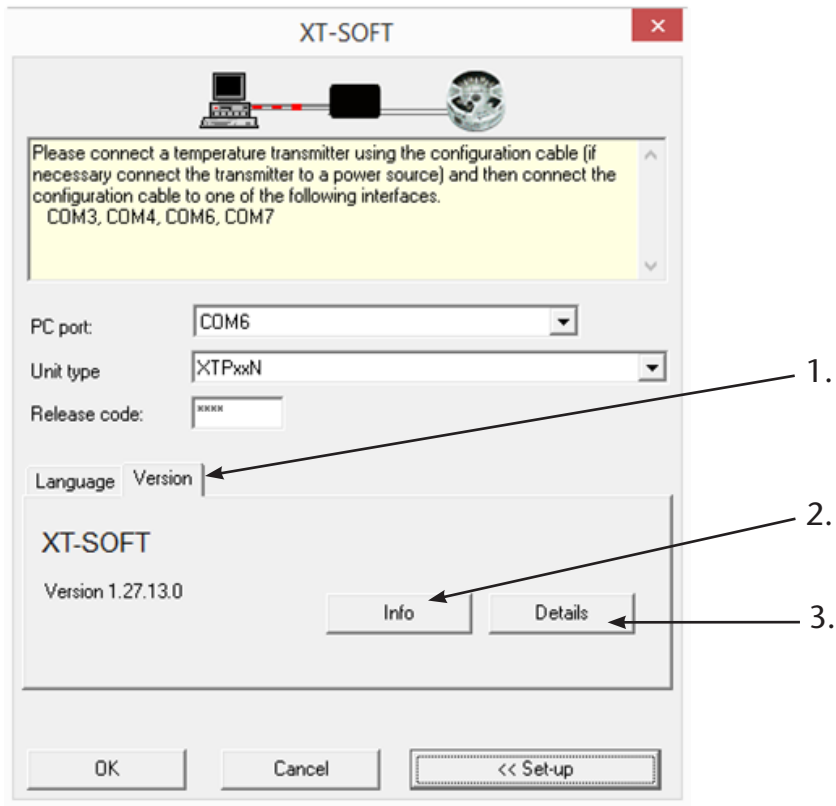 XT-SOFT
Please connect a temperature transmitter using the configuration cable (if
necessary connect the transmitter to a power source) and then connect the
configuration cable to one of the following interfaces.
COM3, COM4, COM6, COM7
PC port: COM6
Unit type XTPxxN
Release code: ****
1.
Language Version
2.
XT-SOFT
Version 1.27.13.0
Info Details
3.
OK Cancel << Set-up